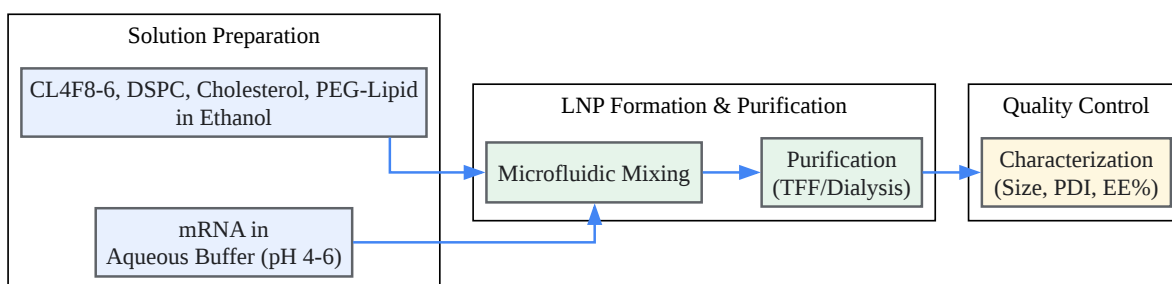 Solution Preparation
CL4F8-6, DSPC, Cholesterol, PEG-Lipid
in Ethanol
mRNA in
Aqueous Buffer (pH 4-6)
LNP Formation & Purification
Microfluidic Mixing
Purification
(TFF/Dialysis)
Quality Control
Characterization
(Size, PDI, EE%)